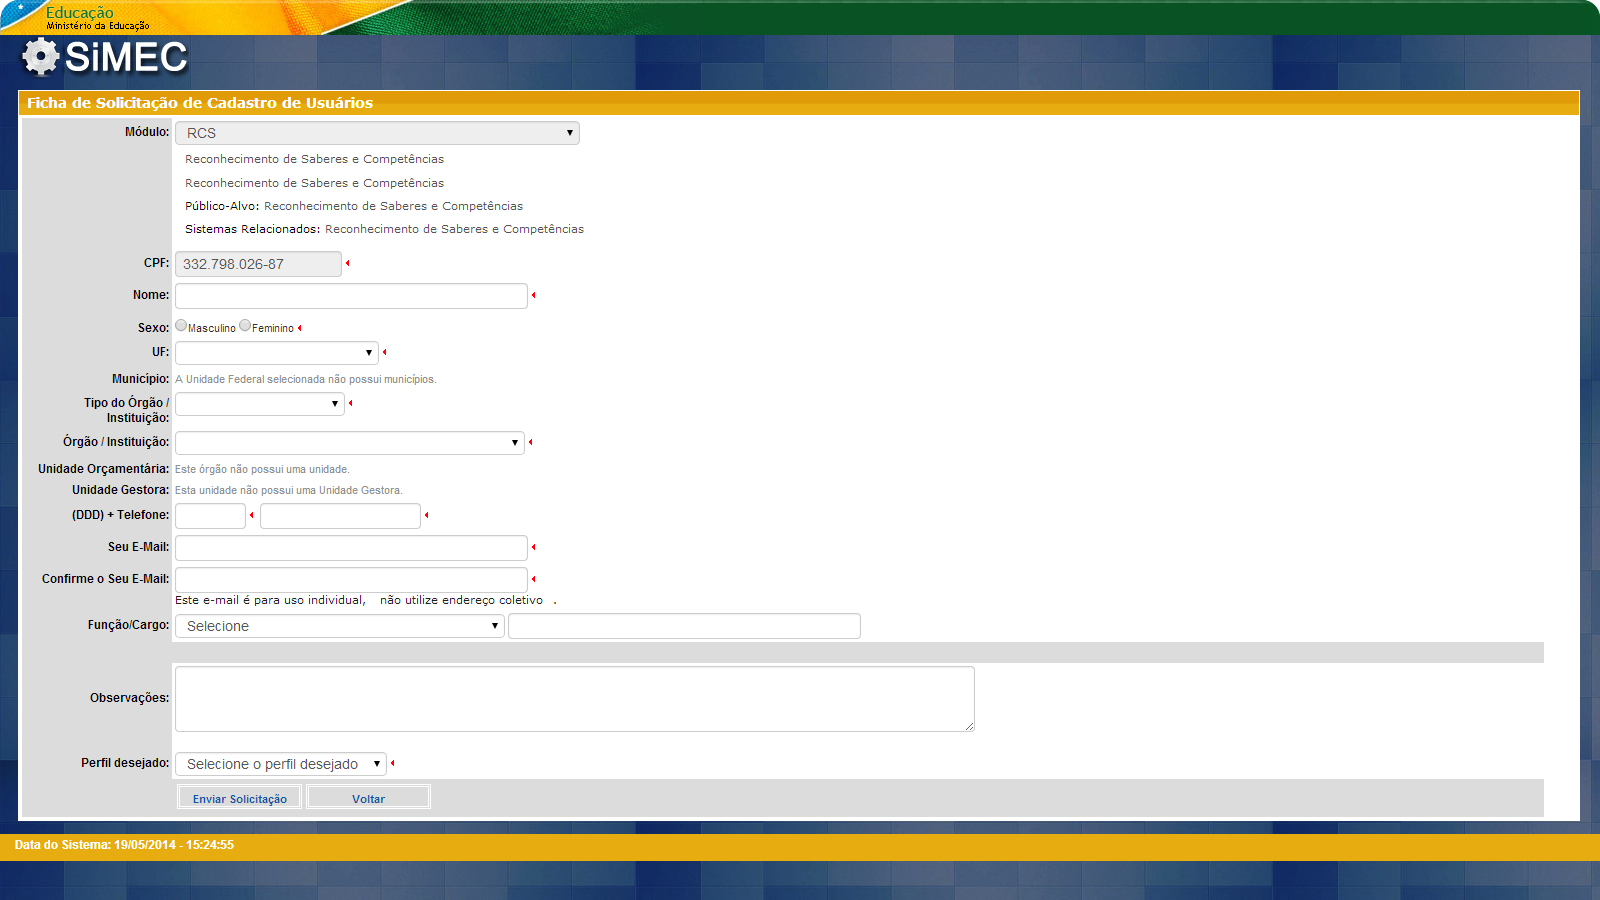 Educação
Ministério da Educação
SiMEC
Ficha de Solicitação de Cadastro de Usuários
Módulo: RCS
Reconhecimento de Saberes e Competências
Reconhecimento de Saberes e Competências
Público-Alvo: Reconhecimento de Saberes e Competências
Sistemas Relacionados: Reconhecimento de Saberes e Competências
CPF: 332.798.026-87
Nome:
Sexo: Masculino Feminino
UF:
Município: A Unidade Federal selecionada não possui municípios.
Tipo do Órgão /
Instituição:
Órgão / Instituição:
Unidade Orçamentária: Este órgão não possui uma unidade.
Unidade Gestora: Esta unidade não possui uma Unidade Gestora.
(DDD) + Telefone:
Seu E-Mail:
Confirme o Seu E-Mail:
Este e-mail é para uso individual, não utilize endereço coletivo .
Função/Cargo: Selecione
Observações:
Perfil desejado: Selecione o perfil desejado
Enviar Solicitação Voltar
Data do Sistema: 19/05/2014 - 15:24:55